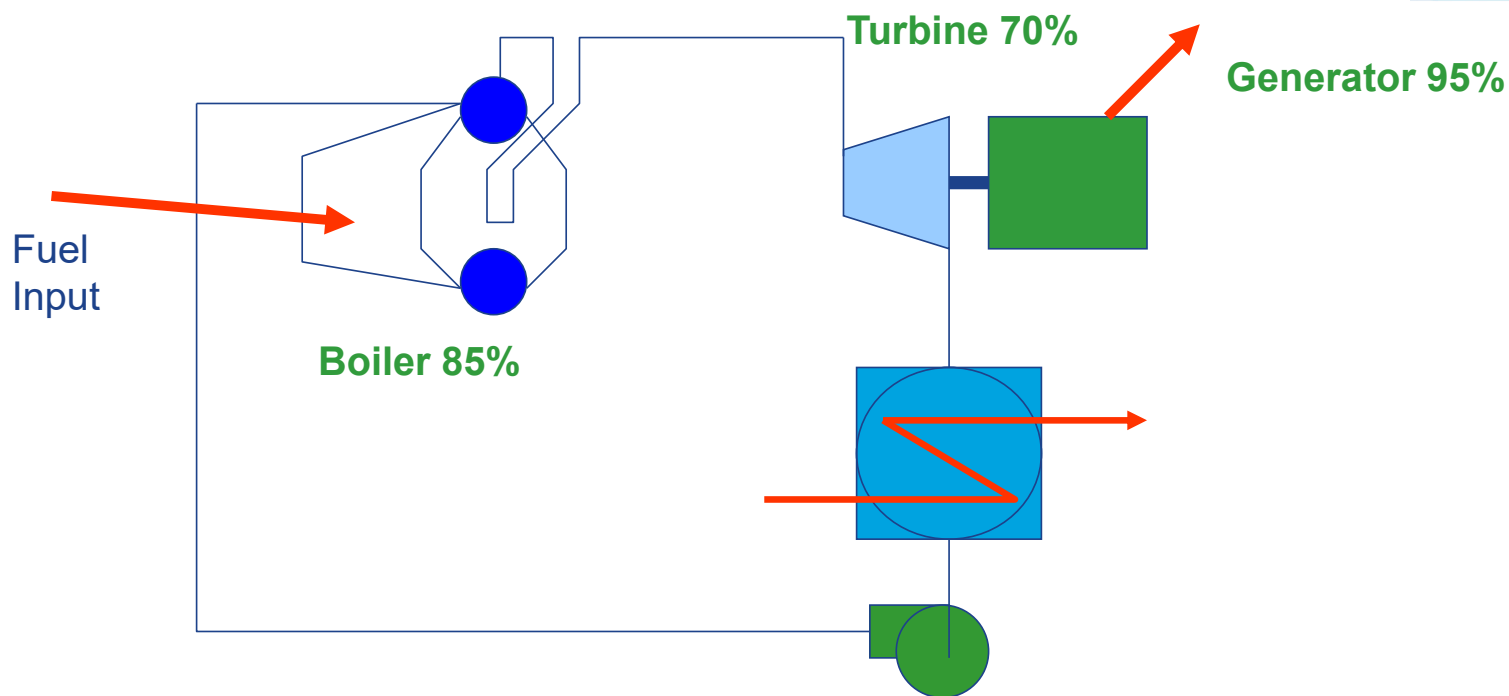 Turbine 70%
Generator 95%
Fuel
Input
Boiler 85%